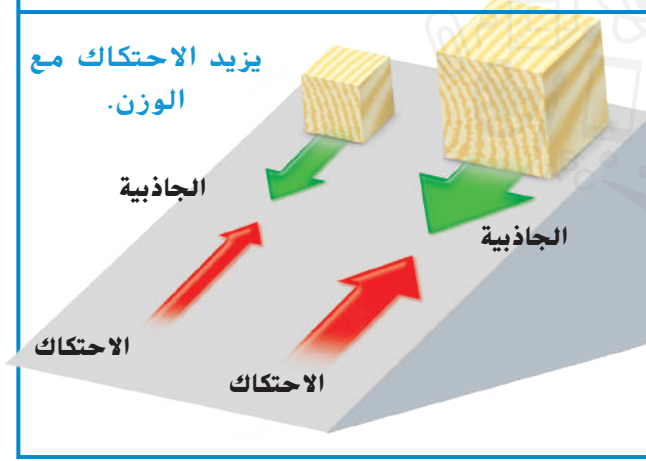 يزيد الاحتكاك مع
الوزن.
الجاذبية
الجاذبية
الاحتكاك
الاحتكاك